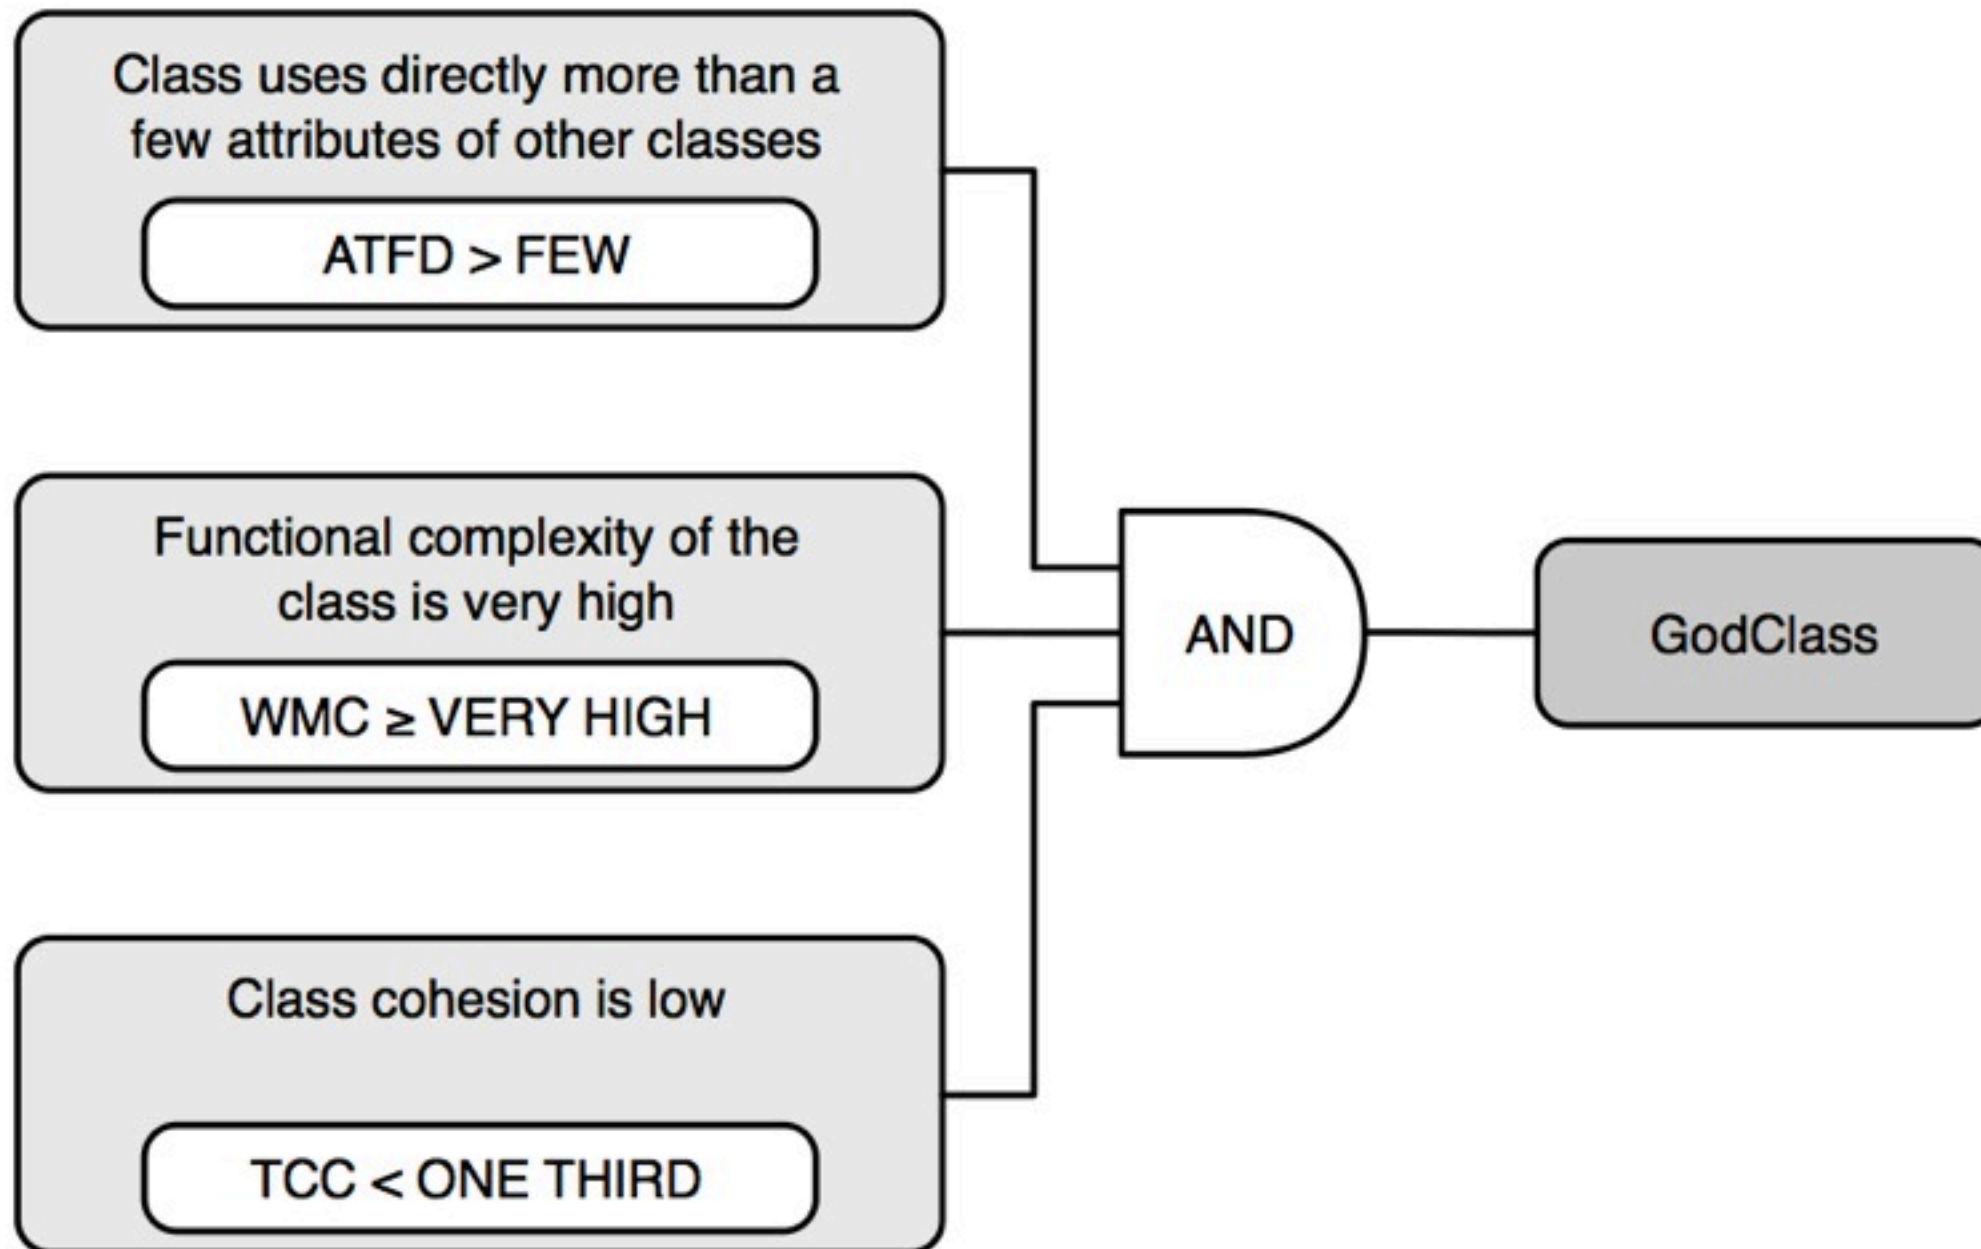 Class uses directly more than a
few attributes of other classes
ATFD > FEW
Functional complexity of the
class is very high
WMC ≥ VERY HIGH
Class cohesion is low
TCC < ONE THIRD
AND
GodClass